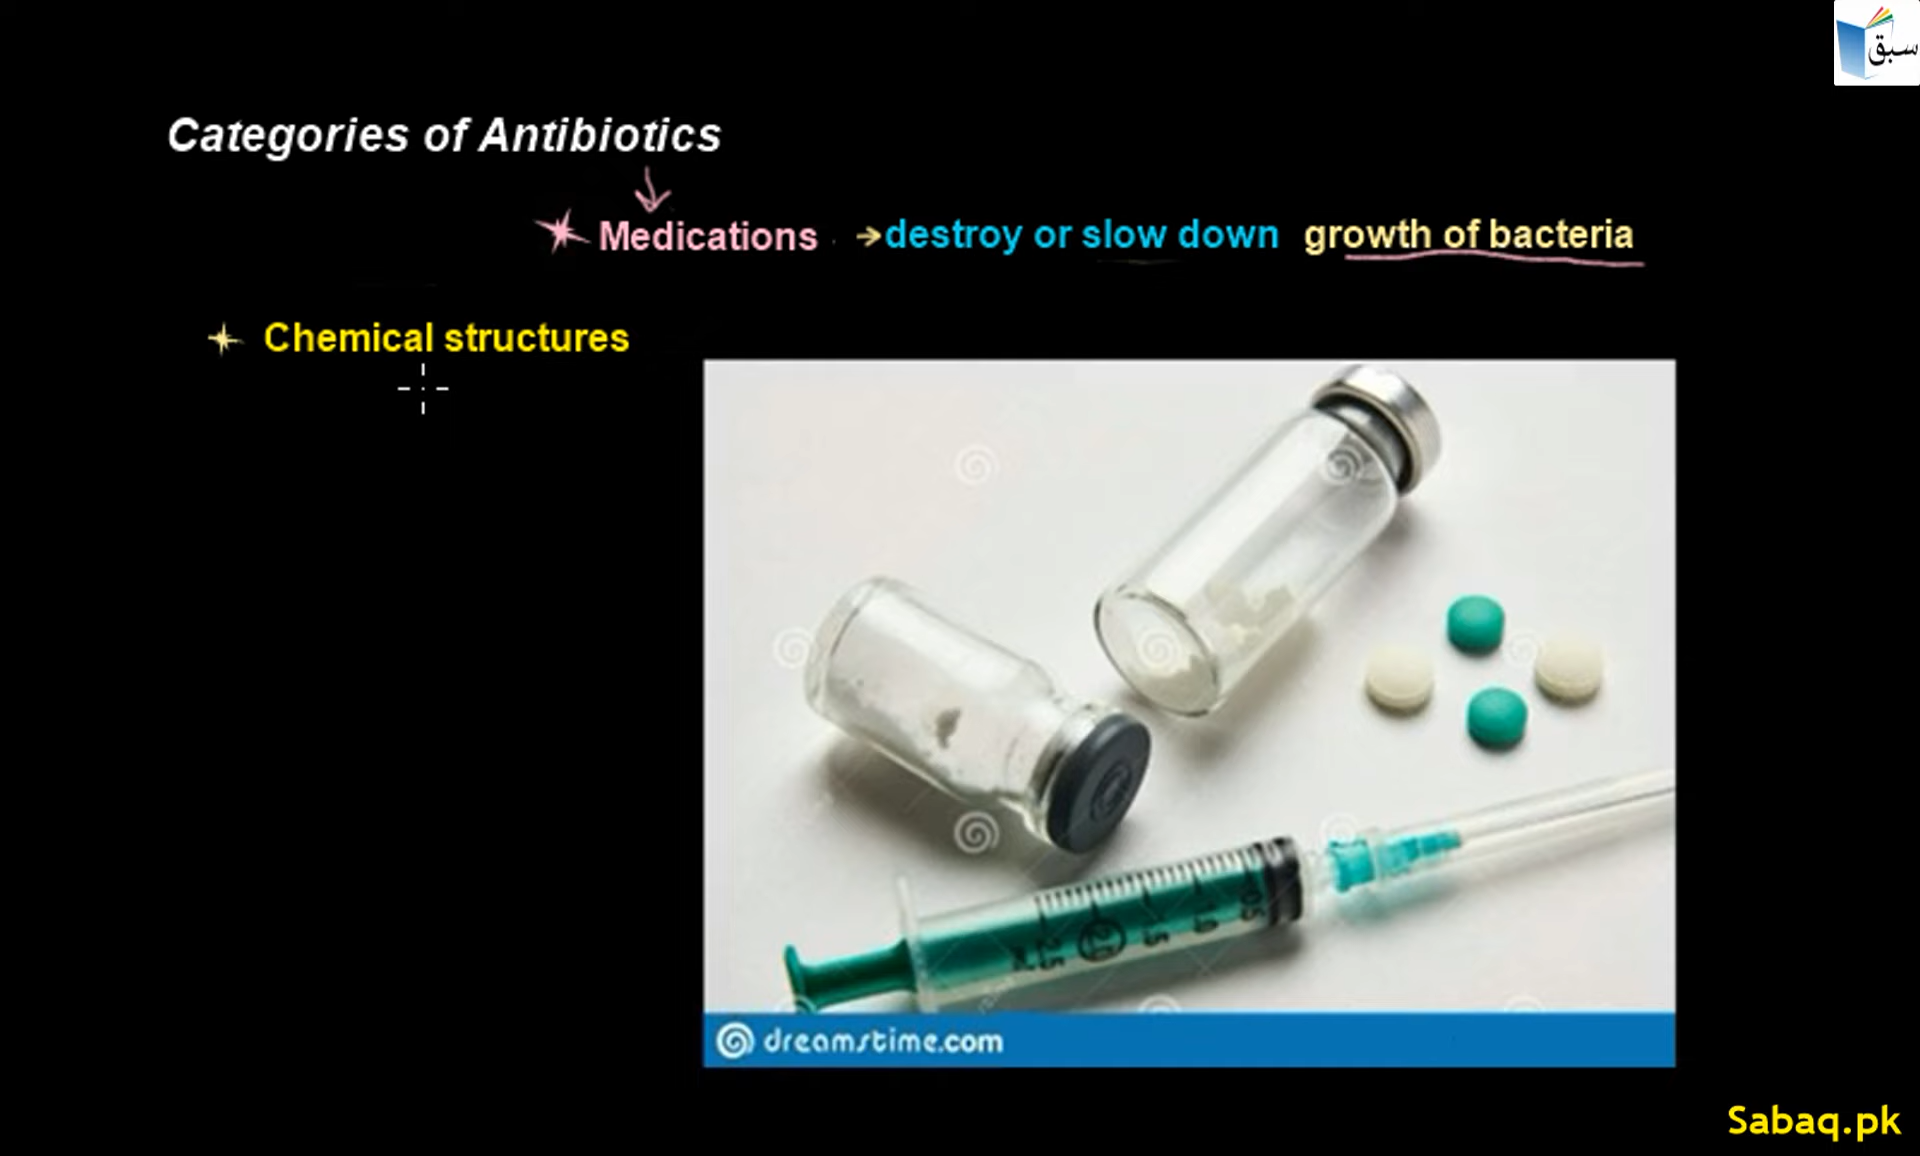 سبق
Categories of Antibiotics
Medications → destroy or slow down growth of bacteria
Chemical structures
dreamstime.com
Sabaq.pk